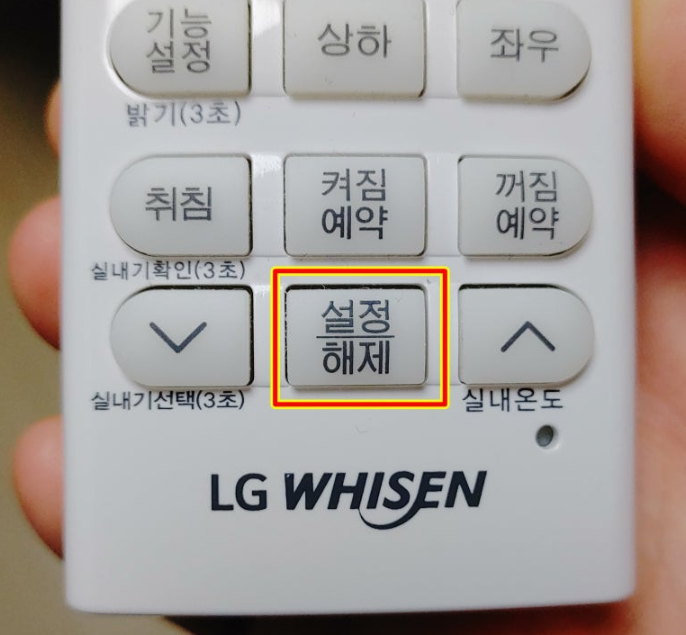 기능
설정
상하
좌우
밝기(3초)
취침
켜짐
예약
꺼짐
예약
실내기확인(3초)
설정
해제
실내기선택(3초)
실내온도
LG WHISEN